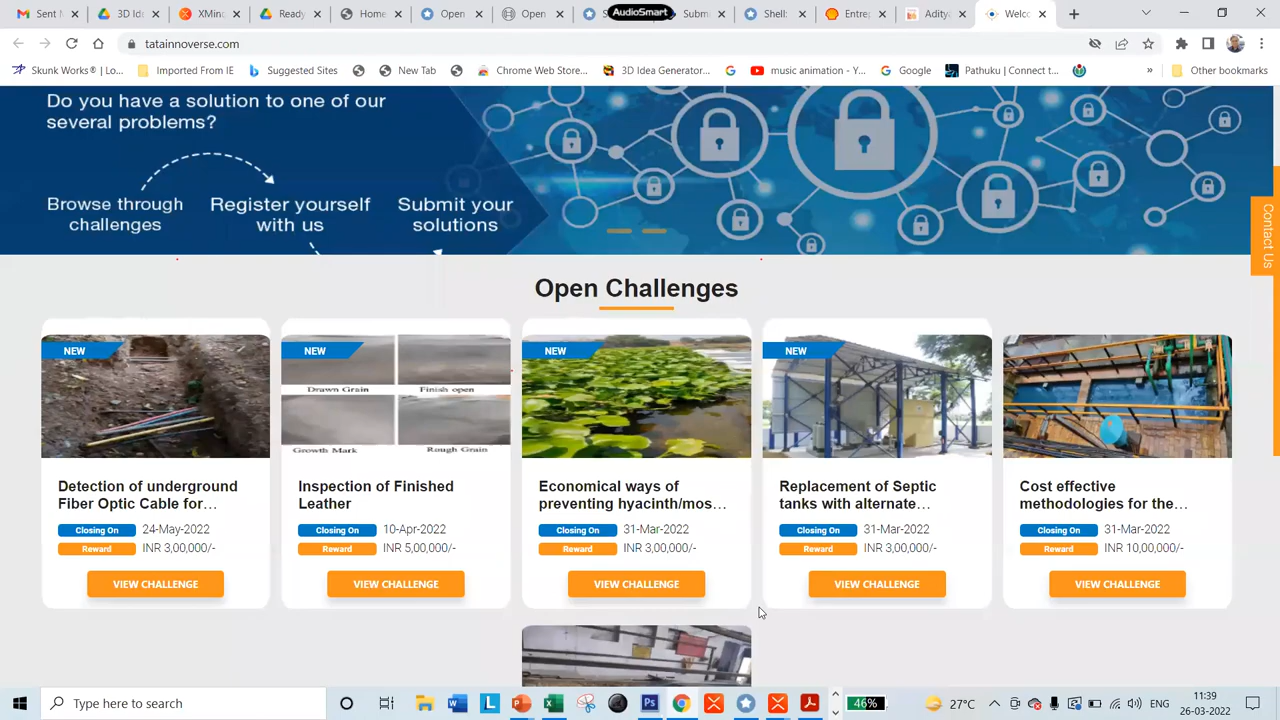 Sent M
3D Ide
XMind
Ready
Open
Open
Subm
Shell
Entrep
Aditya
Welco
AudioSmart
tatainnoverse.com
Skunk Works® | Lo...
Imported From IE
Suggested Sites
New Tab
Chrome Web Store...
3D Idea Generator...
music animation - Y...
Google
Pathuku | Connect t...
»
Other bookmarks
Do you have a solution to one of our
several problems?
Browse through
challenges
Register yourself
with us
Submit your
solutions
Contact Us
Open Challenges
NEW
Detection of underground
Fiber Optic Cable for...
Closing On 24-May-2022
Reward INR 3,00,000/-
VIEW CHALLENGE
NEW
Drawn Grain Finish open
Growth Mark Rough Grain
Inspection of Finished
Leather
Closing On 10-Apr-2022
Reward INR 5,00,000/-
VIEW CHALLENGE
NEW
Economical ways of
preventing hyacinth/mos...
Closing On 31-Mar-2022
Reward INR 3,00,000/-
VIEW CHALLENGE
NEW
Replacement of Septic
tanks with alternate...
Closing On 31-Mar-2022
Reward INR 3,00,000/-
VIEW CHALLENGE
Cost effective
methodologies for the...
Closing On 31-Mar-2022
Reward INR 10,00,000/-
VIEW CHALLENGE
Type here to search
46%
27°C
11:39
26-03-2022